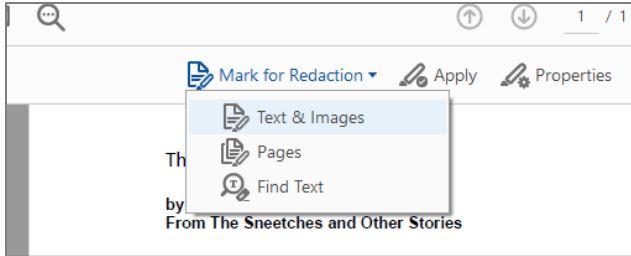 1 / 1
Mark for Redaction Apply Properties
Text & Images
Pages
Find Text
Th
by
From The Sneetches and Other Stories